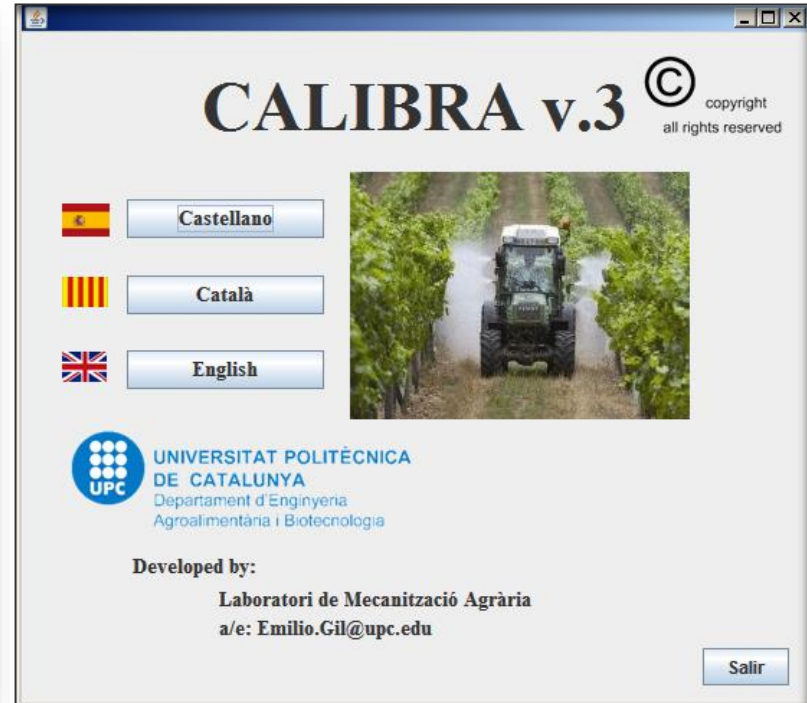 CALIBRA v.3 ©
copyright
all rights reserved
Castellano
Català
English
UPC
UNIVERSITAT POLITÈCNICA
DE CATALUNYA
Departament d'Enginyeria
Agroalimentària i Biotecnologia
Developed by:
Laboratori de Mecanització Agrària
a/e: Emilio.Gil@upc.edu
Salir